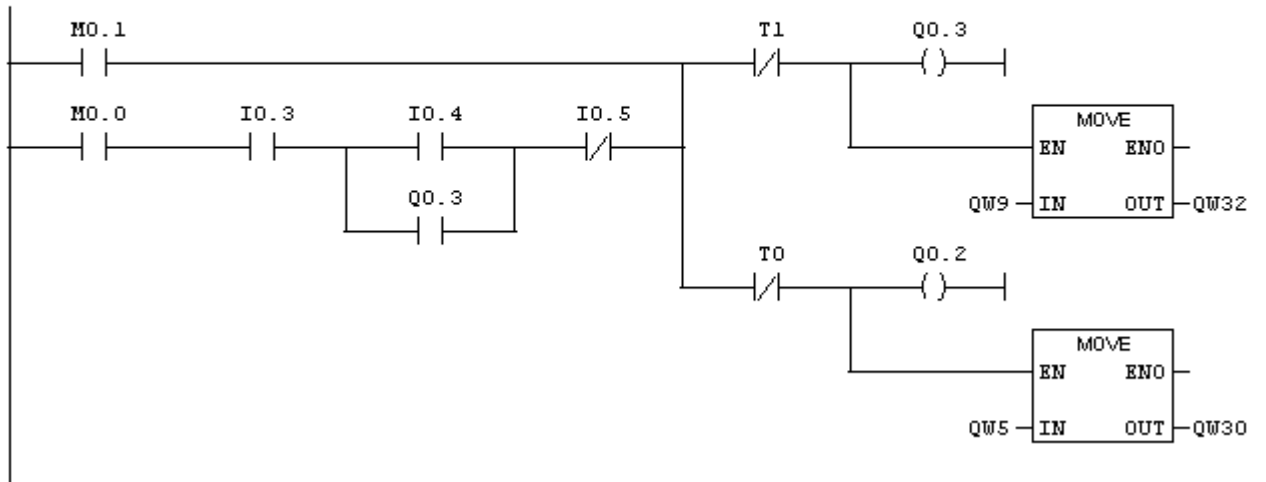 M0.1 T1 Q0.3
M0.0 I0.3 I0.4 I0.5 MOVE
EN ENO
Q0.3
QW9 IN OUT QW32
T0 Q0.2
MOVE
EN ENO
QW5 IN OUT QW30